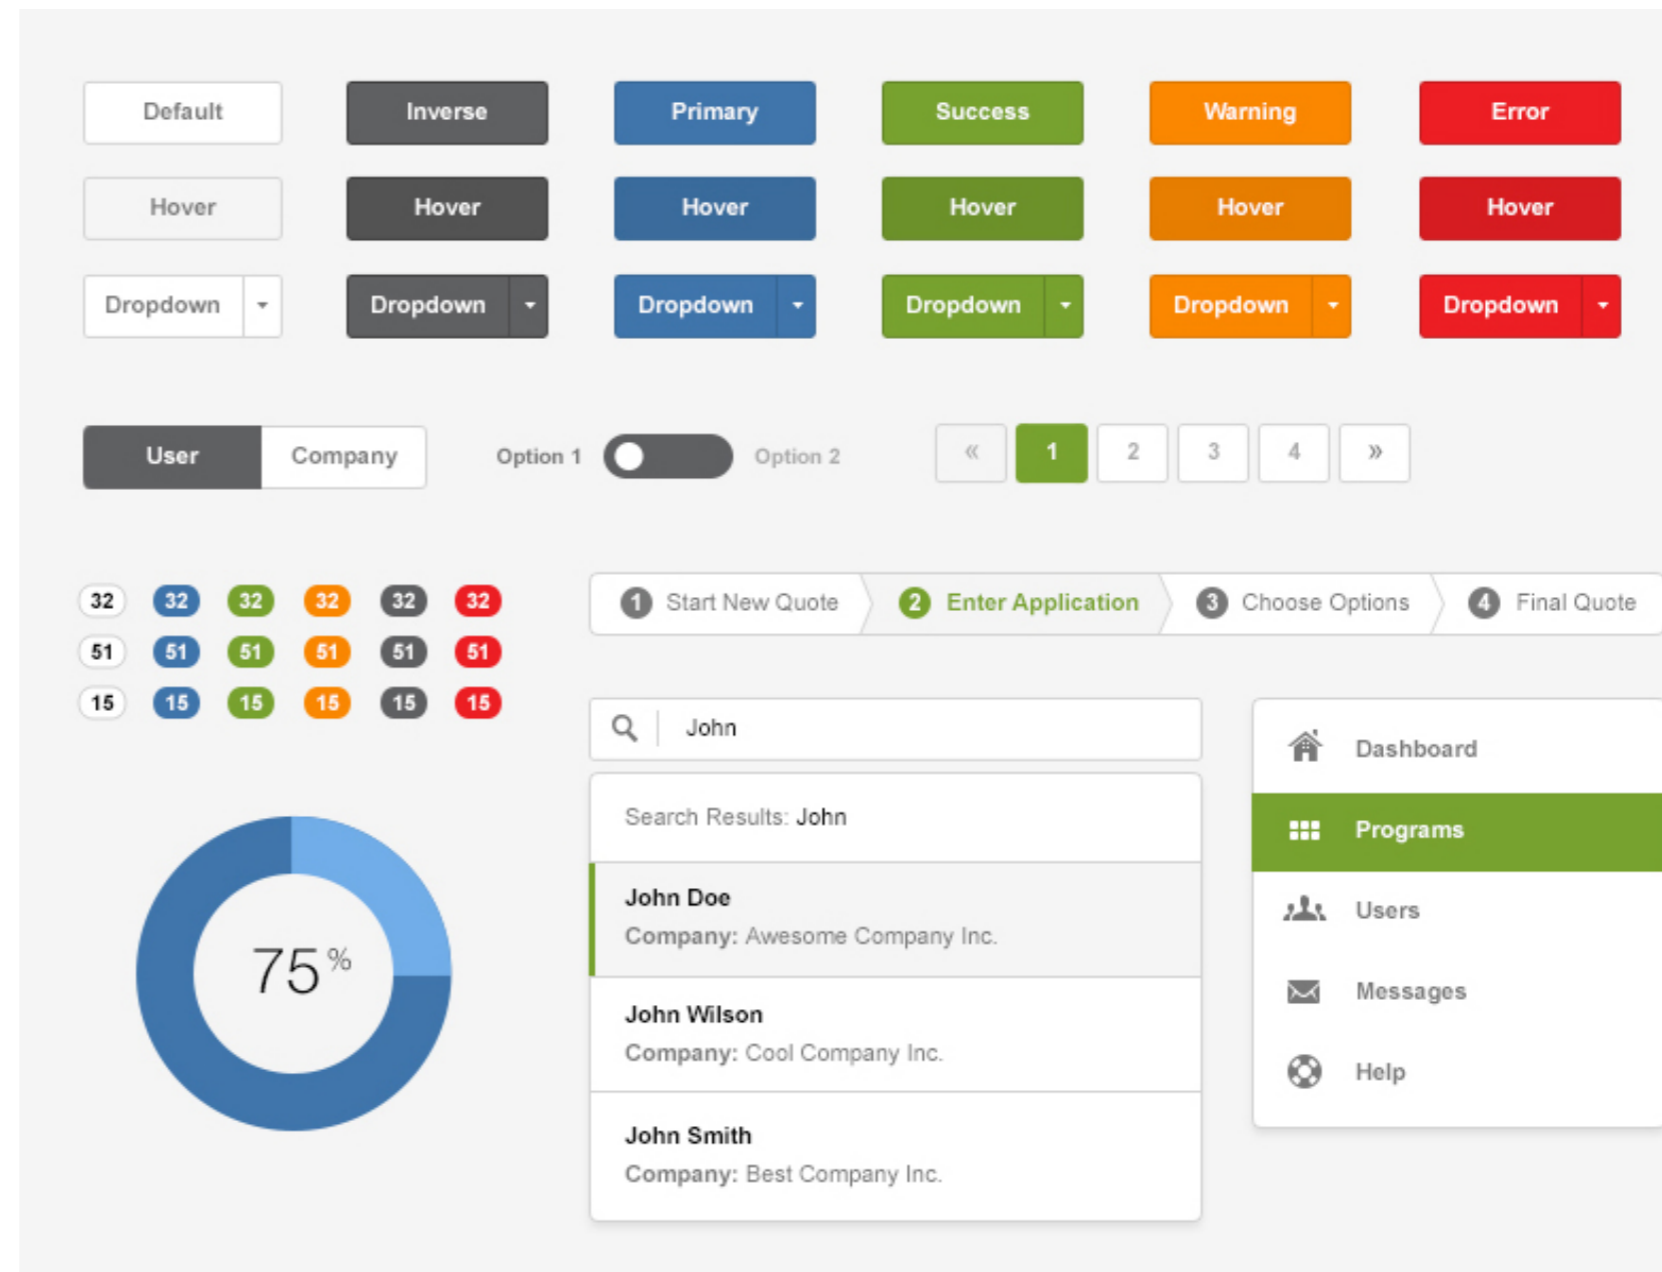 Default Inverse Primary Success Warning Error
Hover Hover Hover Hover Hover Hover
Dropdown Dropdown Dropdown Dropdown Dropdown Dropdown
User Company Option 1 Option 2 « 1 2 3 4 »
32 32 32 32 32 32
51 51 51 51 51 51
15 15 15 15 15 15
1 Start New Quote 2 Enter Application 3 Choose Options 4 Final Quote
John
Search Results: John
John Doe
Company: Awesome Company Inc.
John Wilson
Company: Cool Company Inc.
John Smith
Company: Best Company Inc.
Dashboard
Programs
Users
Messages
Help
75%